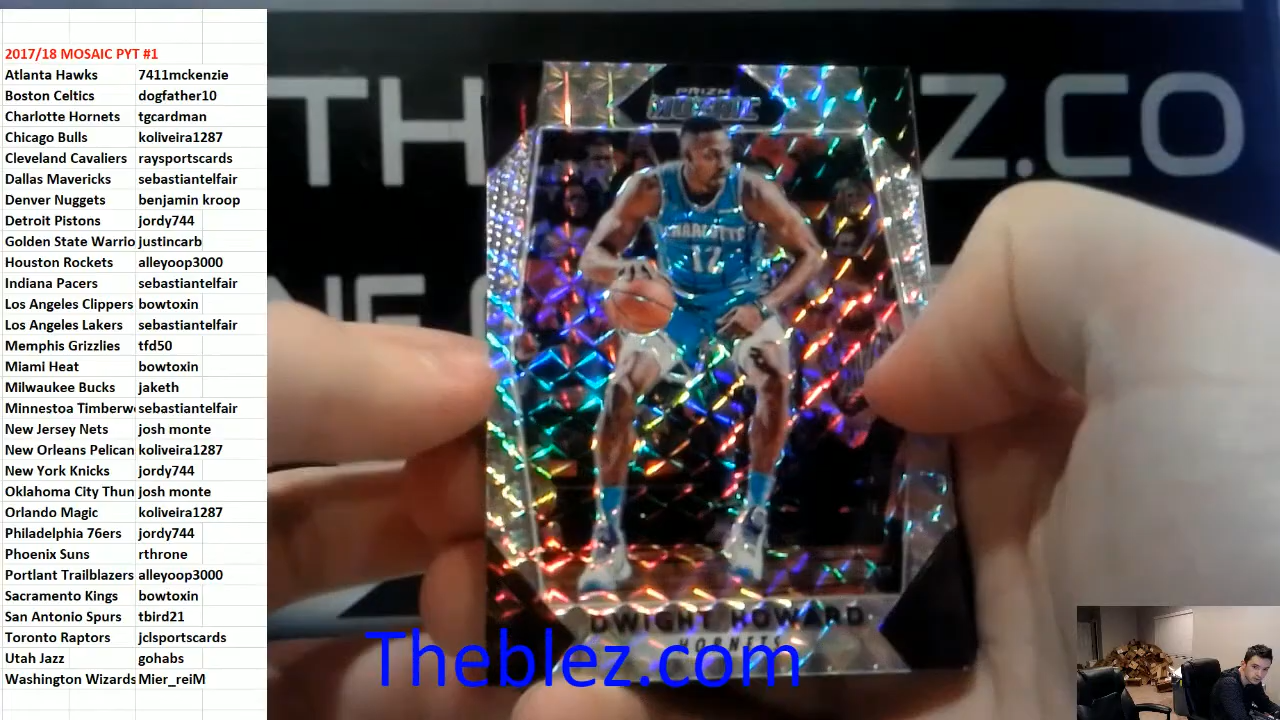 2017/18 MOSAIC PYT #1
Atlanta Hawks 7411mckenzie
Boston Celtics dogfather10
Charlotte Hornets tgcardman
Chicago Bulls koliveira1287
Cleveland Cavaliers raysportscards
Dallas Mavericks sebastiantelfair
Denver Nuggets benjamin kroop
Detroit Pistons jordy744
Golden State Warrio justincarb
Houston Rockets alleyoop3000
Indiana Pacers sebastiantelfair
Los Angeles Clippers bowtoxin
Los Angeles Lakers sebastiantelfair
Memphis Grizzlies tfd50
Miami Heat bowtoxin
Milwaukee Bucks jaketh
Minnestoa Timberw sebastiantelfair
New Jersey Nets josh monte
New Orleans Pelican koliveira1287
New York Knicks jordy744
Oklahoma City Thun josh monte
Orlando Magic koliveira1287
Philadelphia 76ers jordy744
Phoenix Suns rthrone
Portlant Trailblazers alleyoop3000
Sacramento Kings bowtoxin
San Antonio Spurs tbird21
Toronto Raptors jclsportscards
Utah Jazz gohabs
Washington Wizards Mier_reiM
TH
EZ.CO
PRIZM
MOSAIC
CHARLOTTE
12
DWIGHT HOWARD
HORNETS
Theblez.com